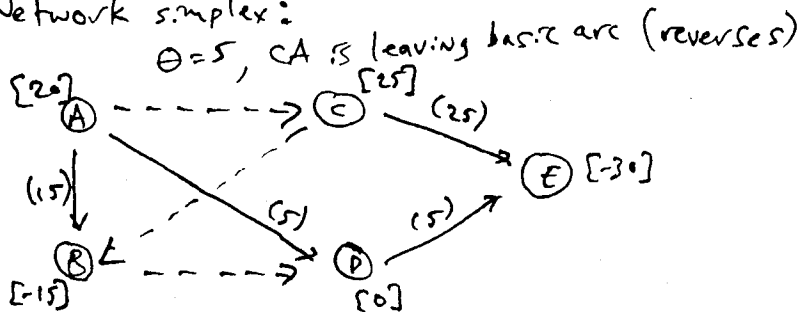 Network simplex:
θ=5, CA is leaving basic arc (reverses)
[20] [25]
A C (25)
E [-30]
(15) (5) (5)
B D
[-15] [0]